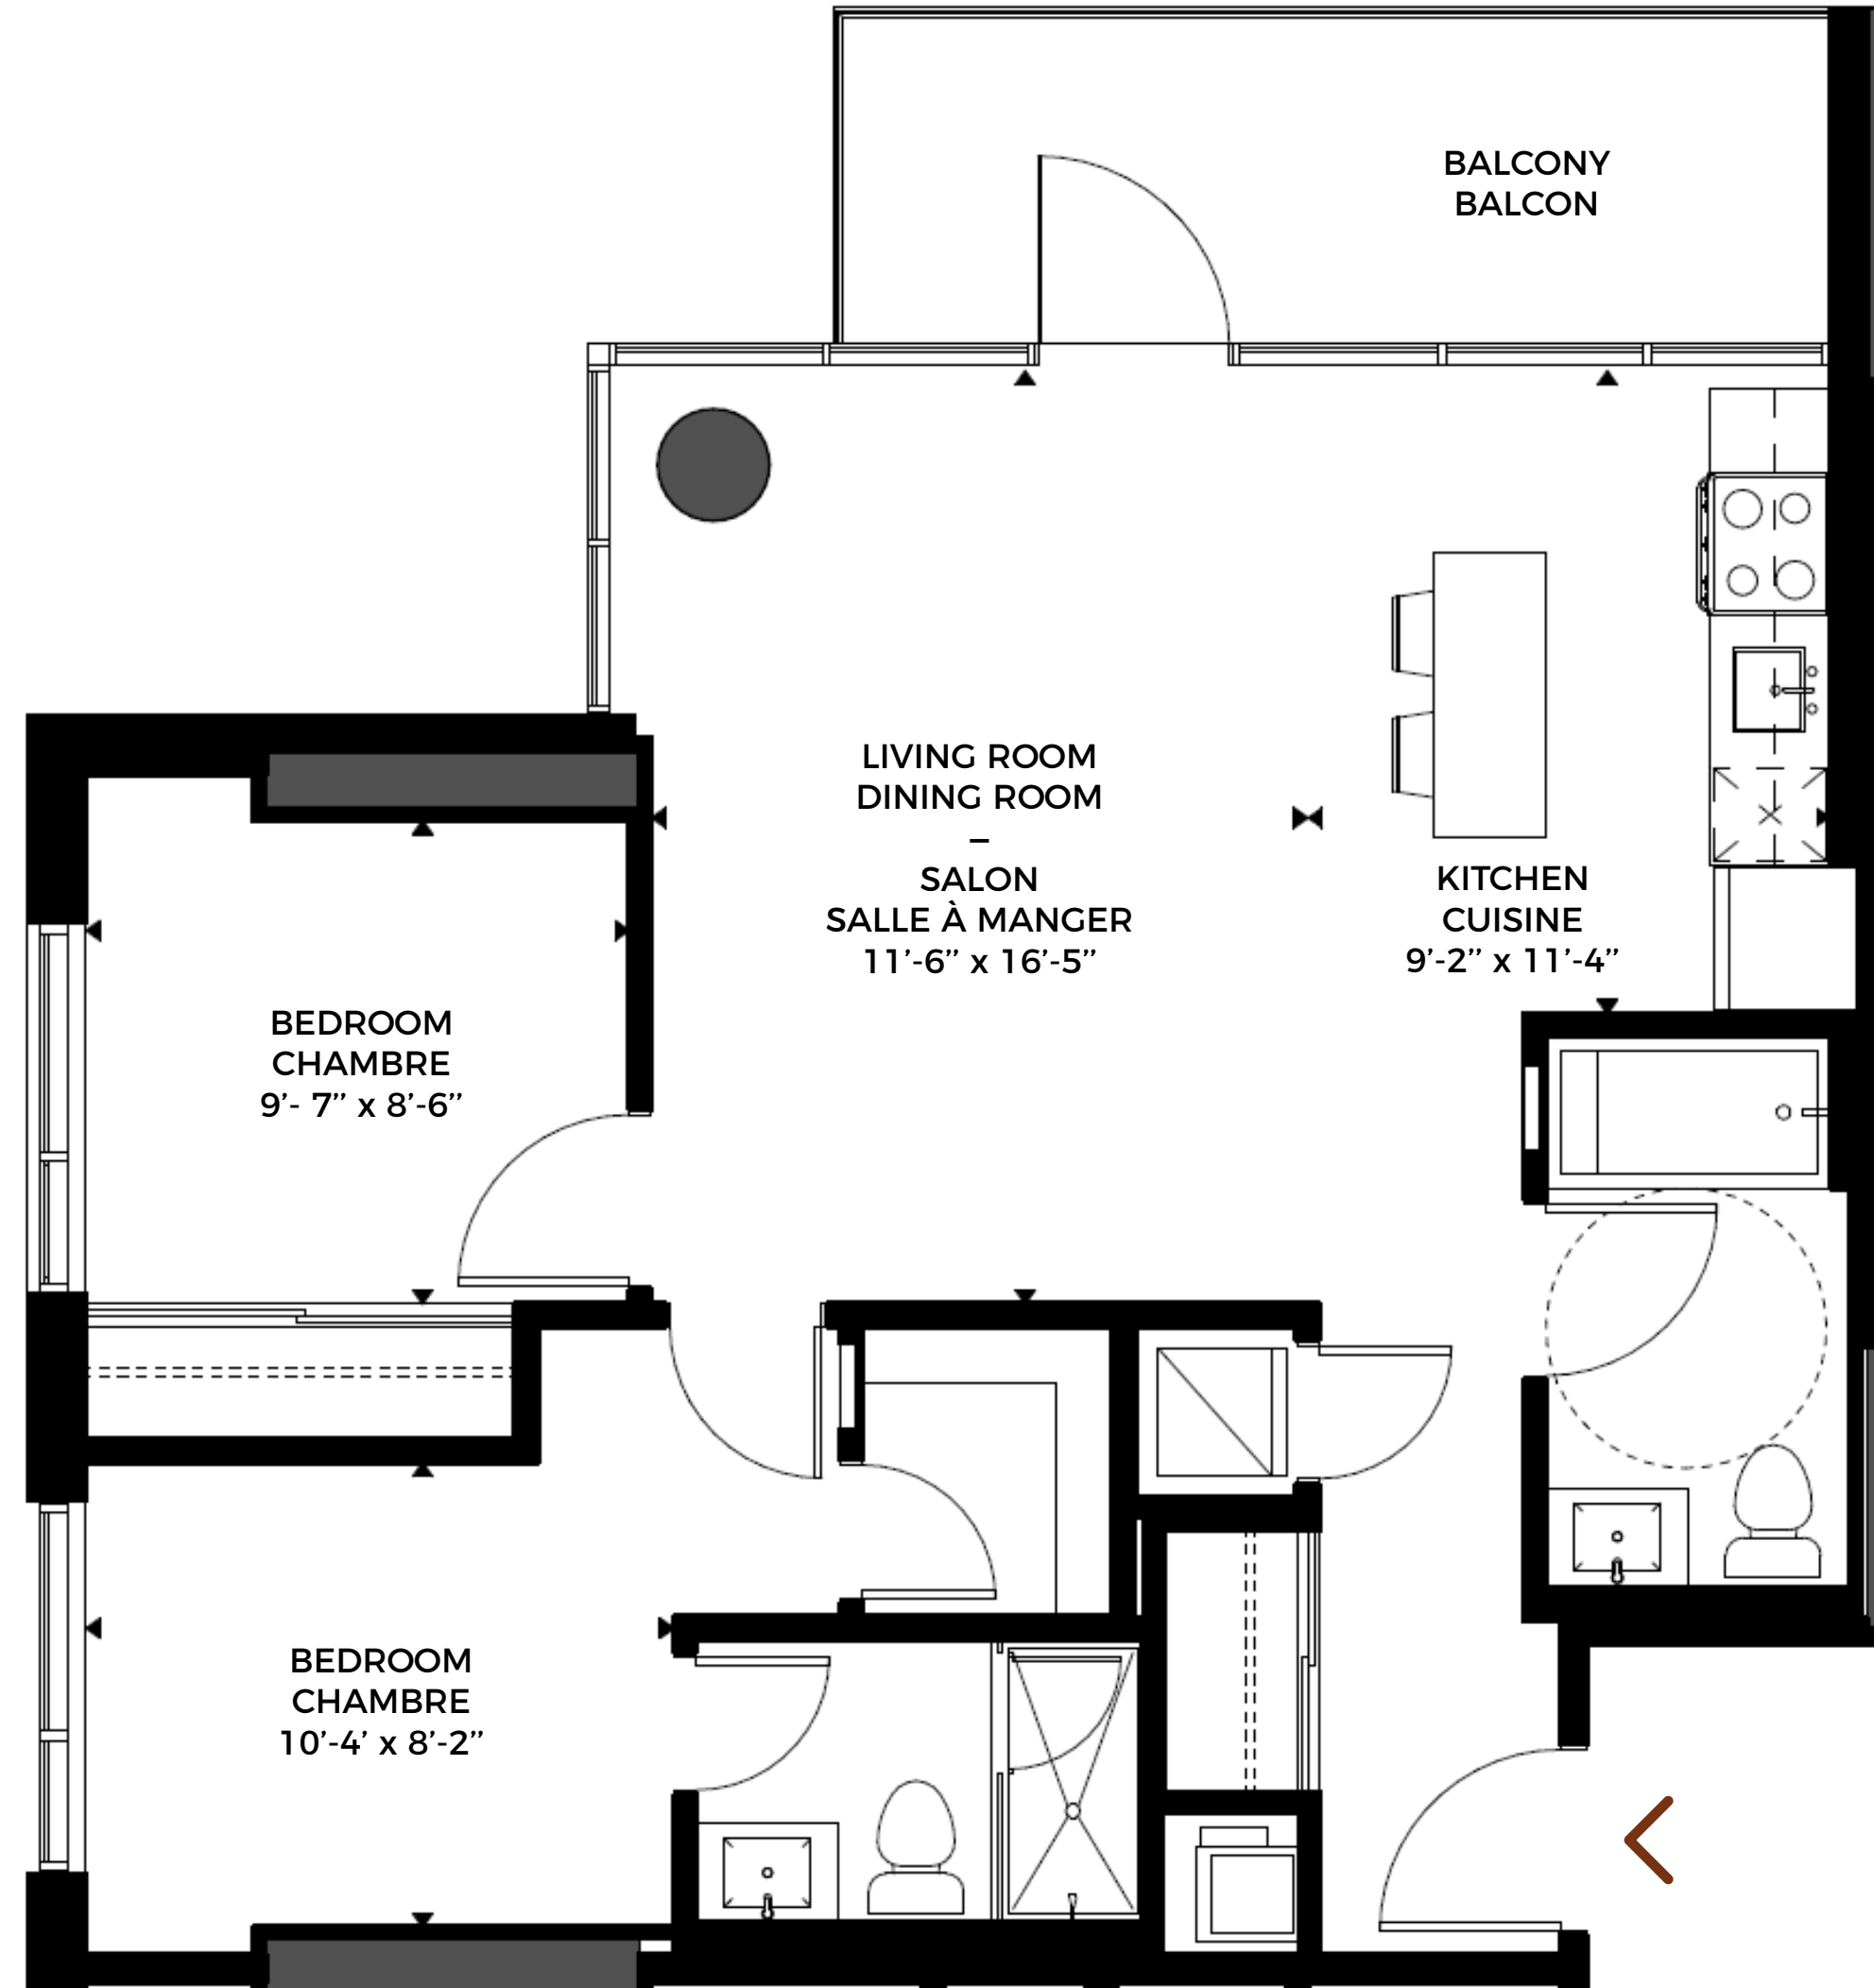 BALCONY
BALCON
LIVING ROOM
DINING ROOM
–
SALON
SALLE À MANGER
11’-6” x 16’-5”
KITCHEN
CUISINE
9’-2” x 11’-4”
BEDROOM
CHAMBRE
9’- 7” x 8’-6”
BEDROOM
CHAMBRE
10’-4’ x 8’-2”